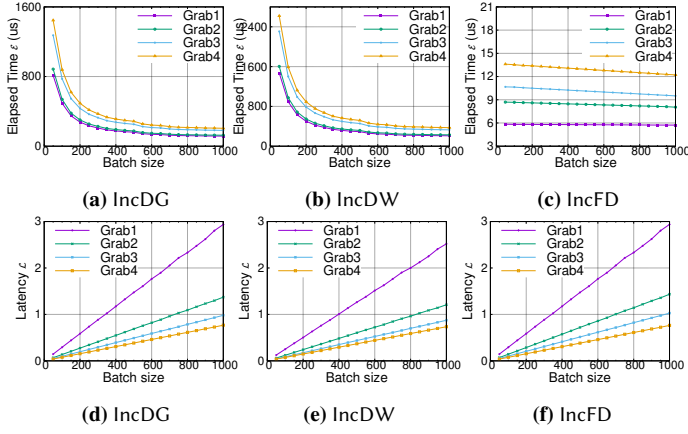 1600
800
0
Elapsed Time ε (us)
Grab1
Grab2
Grab3
Grab4
0 200 400 600 800 1000
Batch size
(a) IncDG
2400
1600
800
0
Elapsed Time ε (us)
Grab1
Grab2
Grab3
Grab4
0 200 400 600 800 1000
Batch size
(b) IncDW
21
18
15
12
9
6
3
Elapsed Time ε (us)
Grab1
Grab2
Grab3
Grab4
0 200 400 600 800 1000
Batch size
(c) IncFD
3
2
1
0
Latency ℒ
Grab1
Grab2
Grab3
Grab4
0 200 400 600 800 1000
Batch size
(d) IncDG
3
2
1
0
Latency ℒ
Grab1
Grab2
Grab3
Grab4
0 200 400 600 800 1000
Batch size
(e) IncDW
3
2
1
0
Latency ℒ
Grab1
Grab2
Grab3
Grab4
0 200 400 600 800 1000
Batch size
(f) IncFD